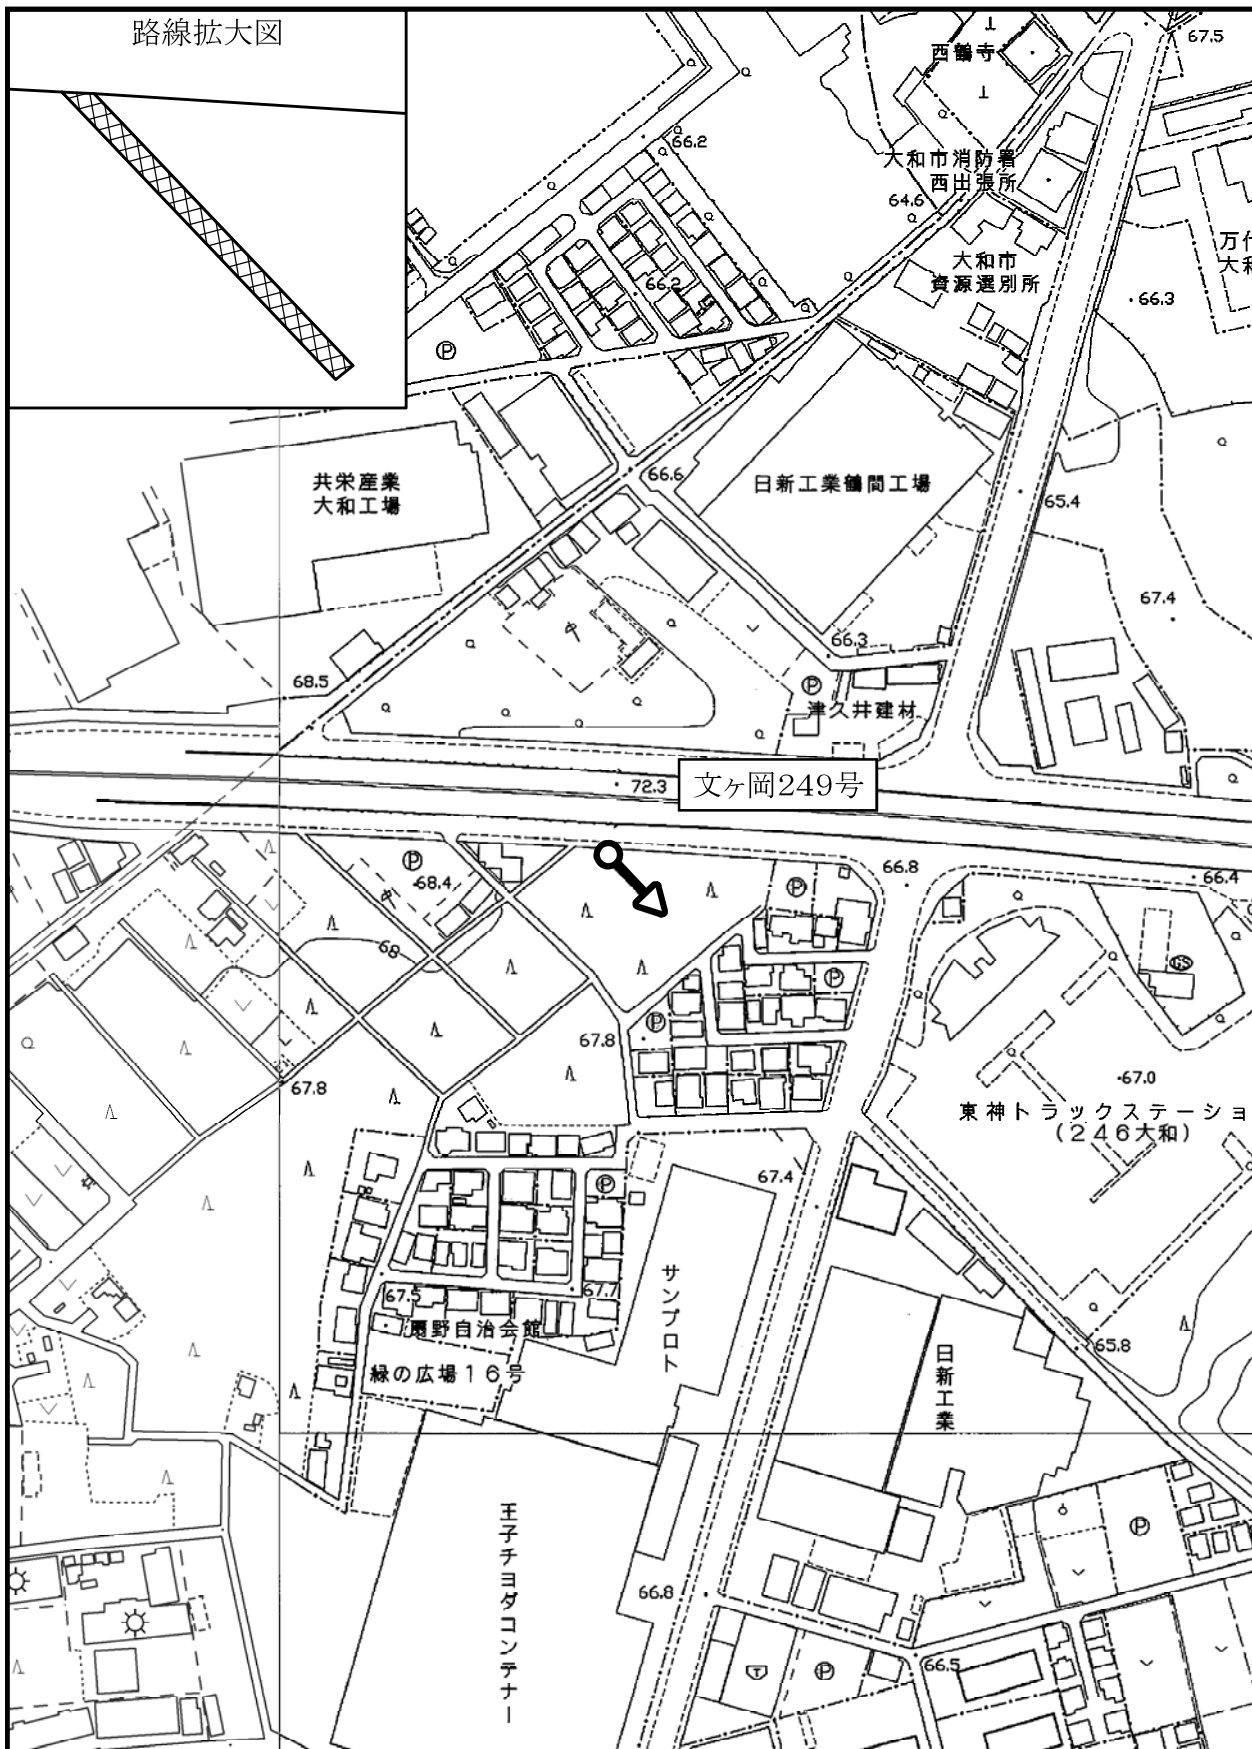 路線拡大図
67.5
西鶴寺
66.2
大和市消防署
西出張所
64.6
万代
大和
大和市
資源選別所
66.2
66.3
P
66.6
共栄産業
大和工場
日新工業鶴間工場
65.4
67.4
66.3
68.5
P
津久井建材
72.3
文ヶ岡249号
P
68.4
66.8
P
66.4
68
P
GS
67.8
P
67.8
67.0
東神トラックステーショ
(246大和)
67.4
P
サンプロト
67.5
67.7
自治会館
緑の広場16号
65.8
日新工業
王子チヨダコンテナー
P
66.8
P
66.5